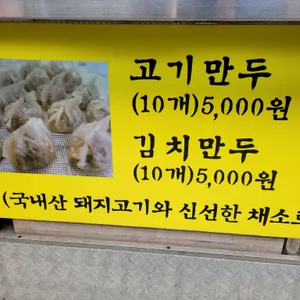 고기만두
(10개)5,000원
김치만두
(10개)5,000원
(국내산 돼지고기와 신선한 채소로